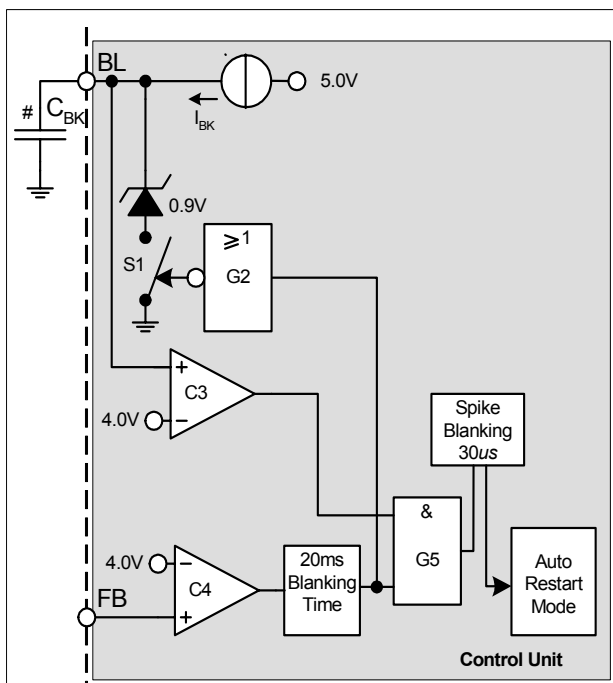 BL
5.0V
#
C_BK
I_BK
0.9V
≥1
S1
G2
+
C3
4.0V
−
Spike
Blanking
30us
&
G5
4.0V
−
C4
20ms
Blanking
Time
Auto
Restart
Mode
FB
+
Control Unit